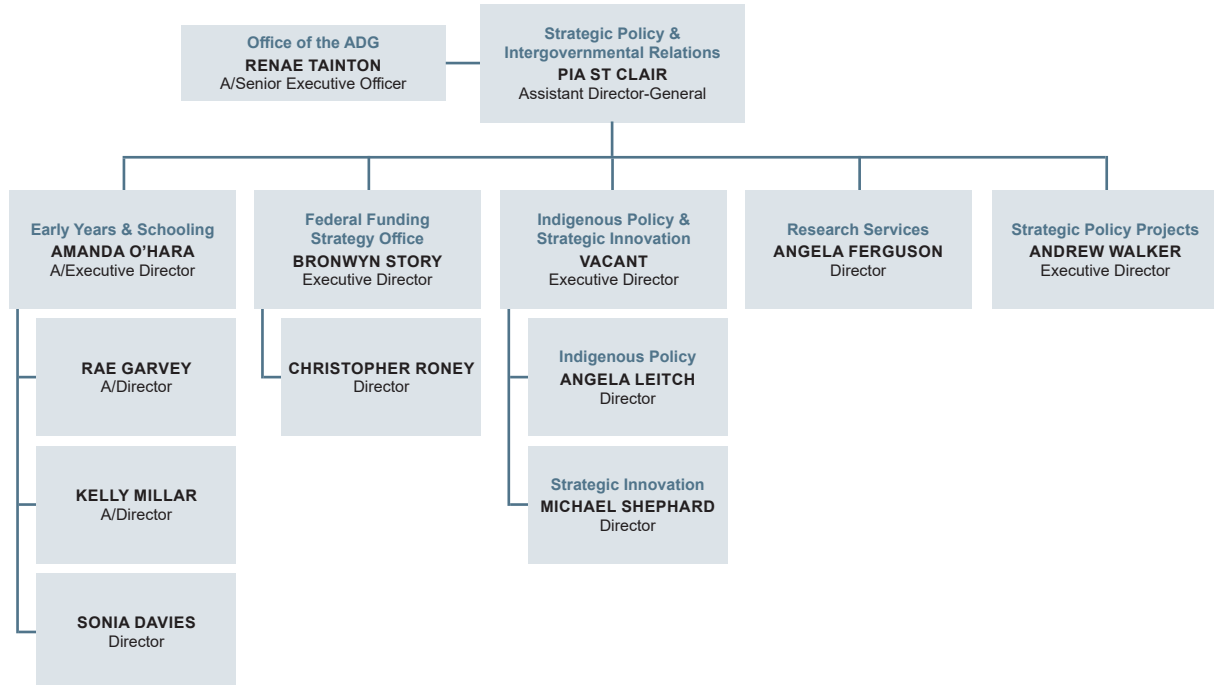 Office of the ADG
RENAE TAINTON
A/Senior Executive Officer
Strategic Policy &
Intergovernmental Relations
PIA ST CLAIR
Assistant Director-General
Early Years & Schooling
AMANDA O’HARA
A/Executive Director
Federal Funding
Strategy Office
BRONWYN STORY
Executive Director
Indigenous Policy &
Strategic Innovation
VACANT
Executive Director
Research Services
ANGELA FERGUSON
Director
Strategic Policy Projects
ANDREW WALKER
Executive Director
RAE GARVEY
A/Director
CHRISTOPHER RONEY
Director
Indigenous Policy
ANGELA LEITCH
Director
KELLY MILLAR
A/Director
Strategic Innovation
MICHAEL SHEPHARD
Director
SONIA DAVIES
Director